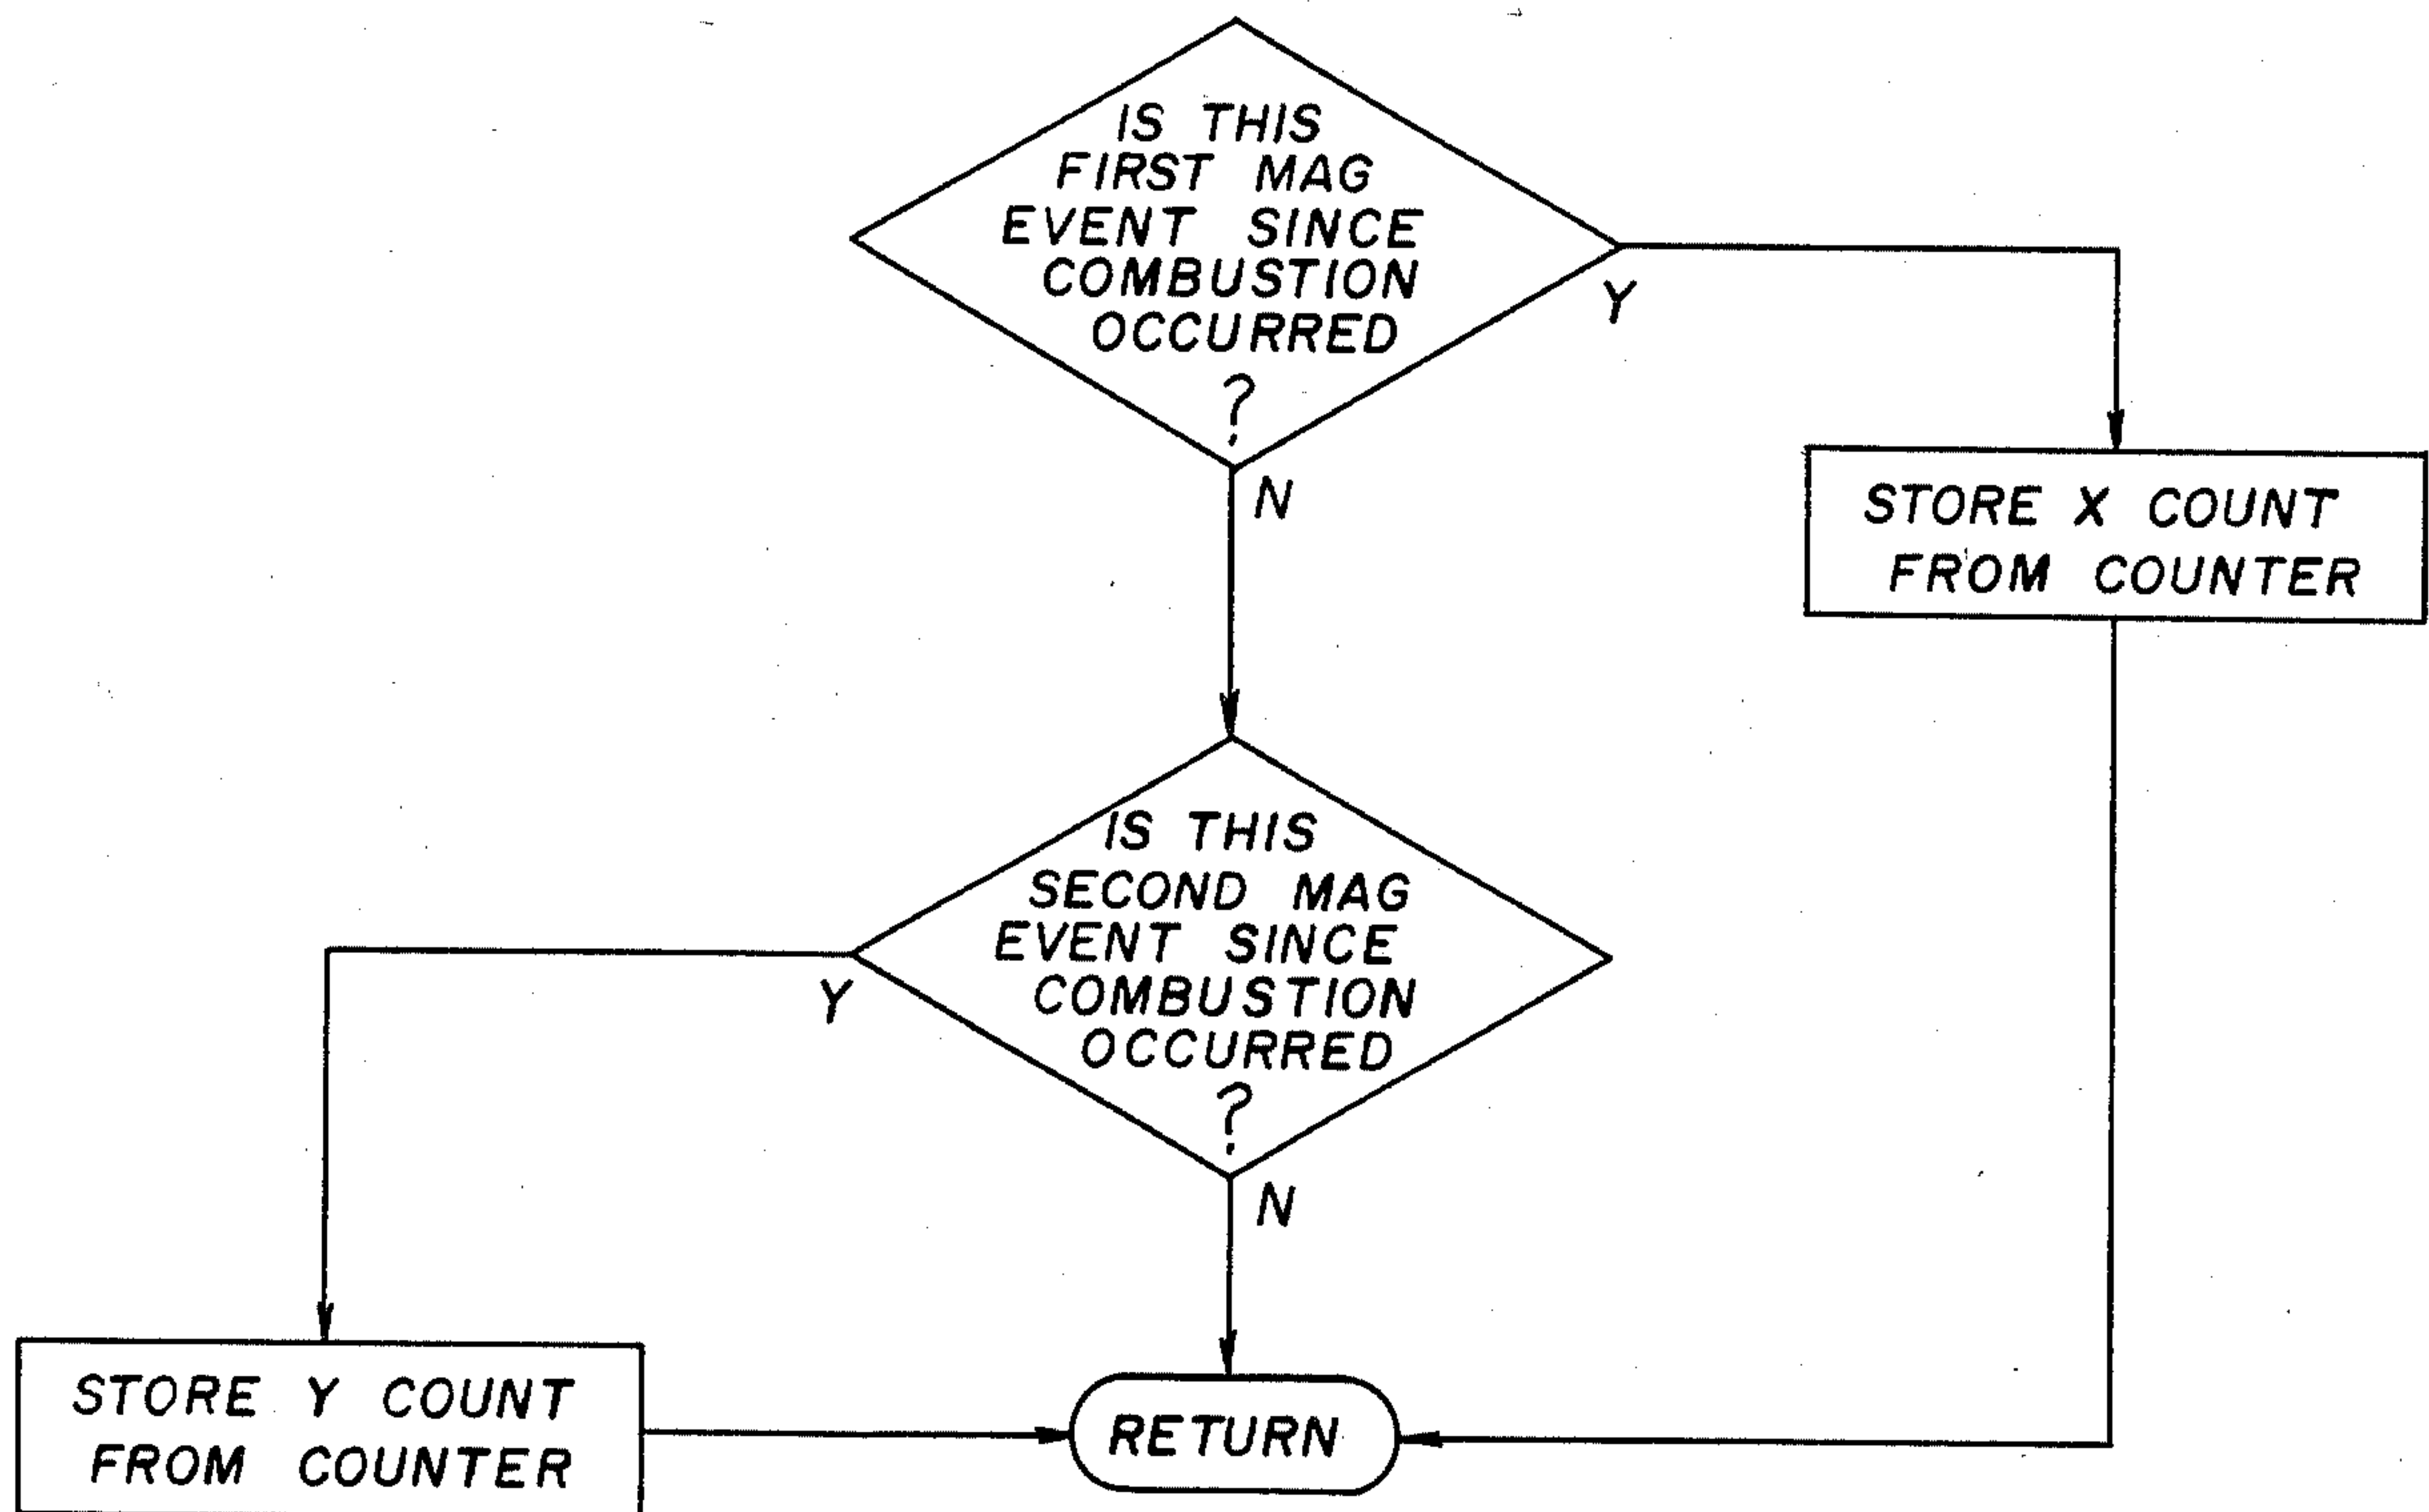 IS THIS
FIRST MAG
EVENT SINCE
COMBUSTION
OCCURRED
?
Y
N
STORE X COUNT
FROM COUNTER
IS THIS
SECOND MAG
EVENT SINCE
COMBUSTION
OCCURRED
?
Y
N
STORE Y COUNT
FROM COUNTER
RETURN